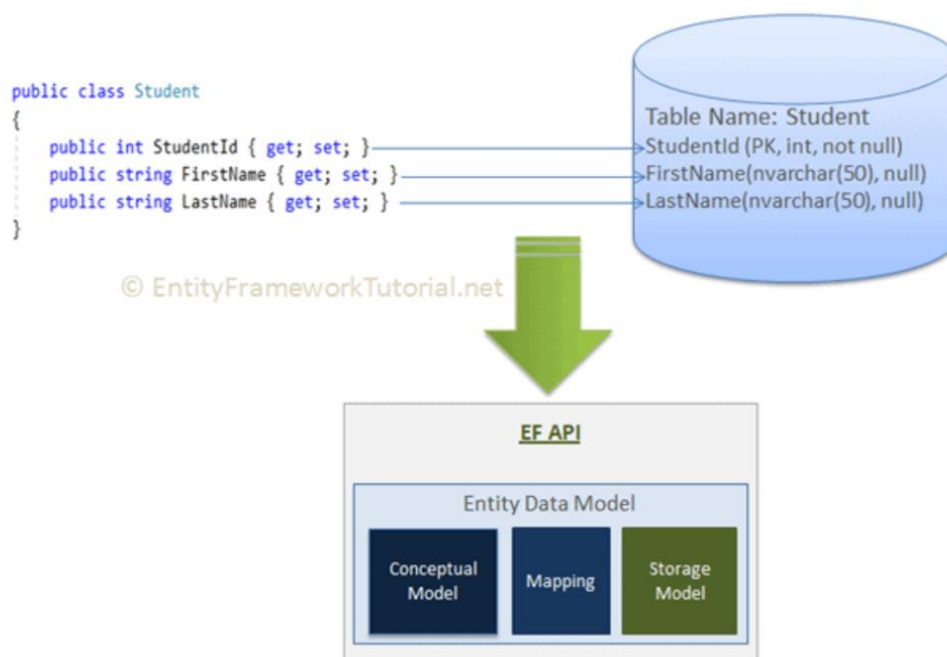 public class Student
{
public int StudentId { get; set; }
public string FirstName { get; set; }
public string LastName { get; set; }
}
Table Name: Student
StudentId (PK, int, not null)
FirstName(nvarchar(50), null)
LastName(nvarchar(50), null)
© EntityFrameworkTutorial.net
EF API
Entity Data Model
Conceptual
Model
Mapping
Storage
Model